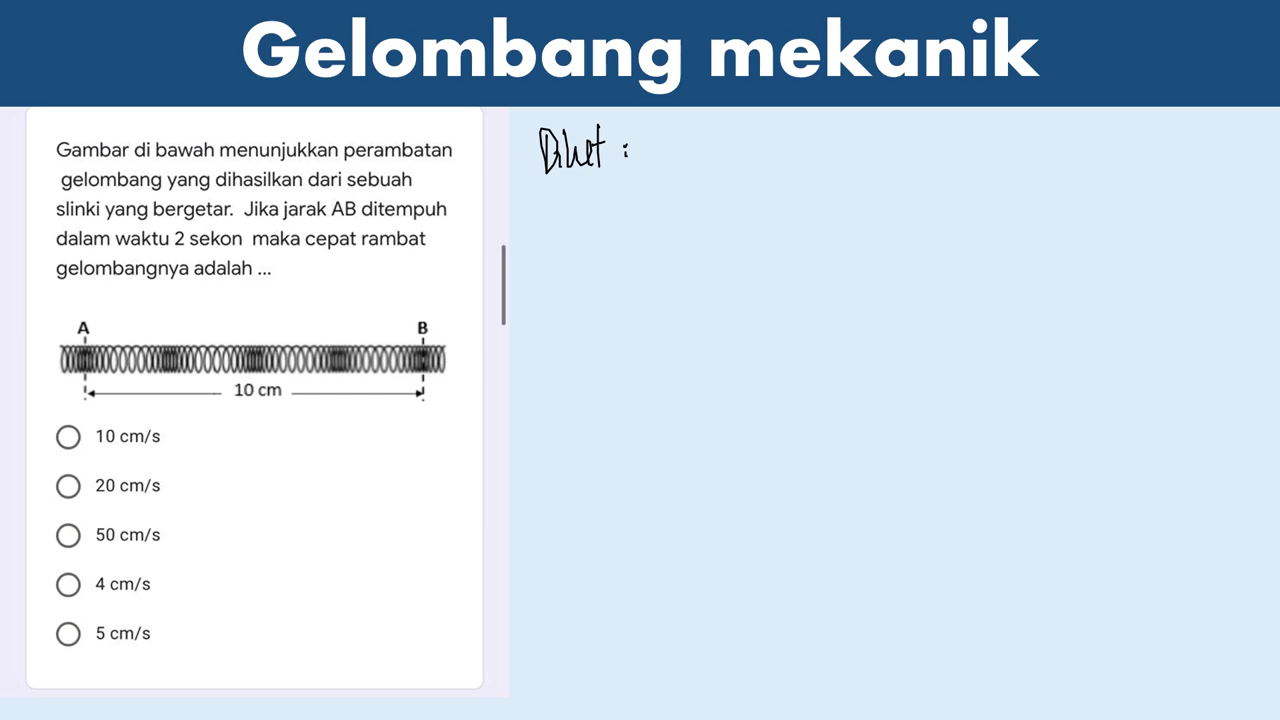 Gelombang mekanik
Gambar di bawah menunjukkan perambatan
gelombang yang dihasilkan dari sebuah
slinki yang bergetar. Jika jarak AB ditempuh
dalam waktu 2 sekon maka cepat rambat
gelombangnya adalah ...
A B
10 cm
10 cm/s
20 cm/s
50 cm/s
4 cm/s
5 cm/s
Diket :